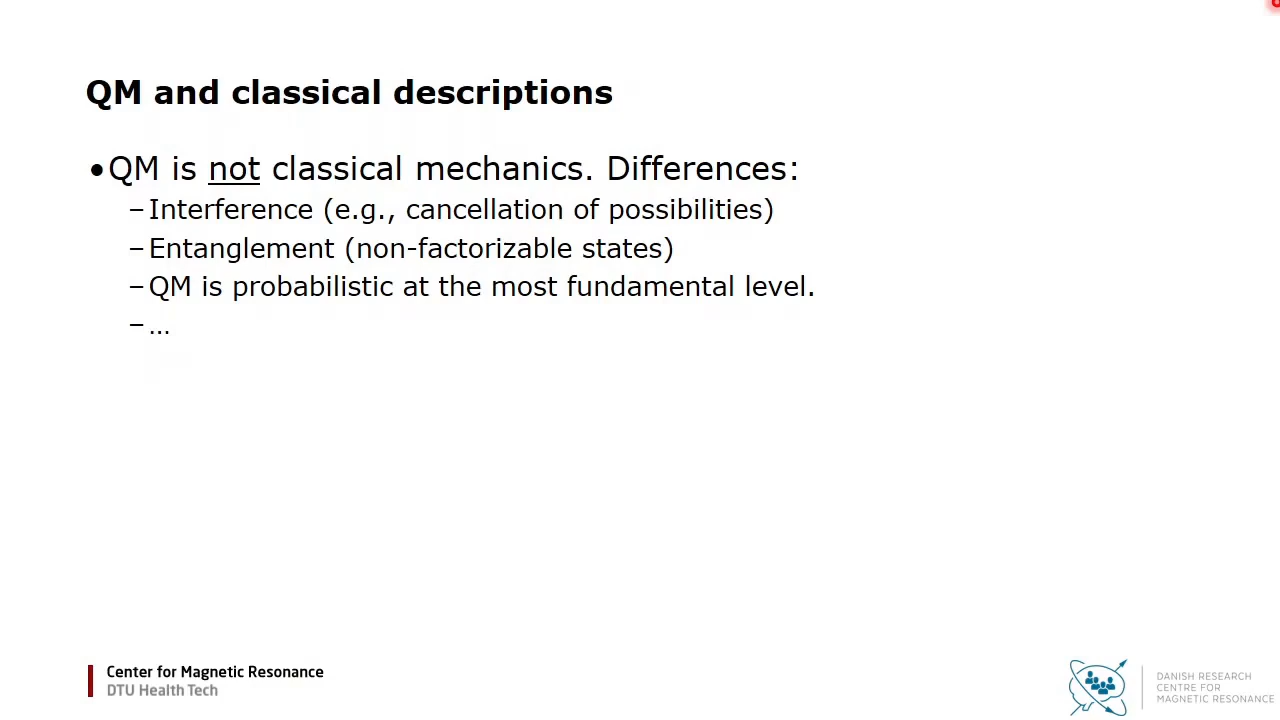 QM and classical descriptions
•QM is not classical mechanics. Differences:
–Interference (e.g., cancellation of possibilities)
–Entanglement (non-factorizable states)
–QM is probabilistic at the most fundamental level.
–…
Center for Magnetic Resonance
DTU Health Tech
DANISH RESEARCH
CENTRE FOR
MAGNETIC RESONANCE